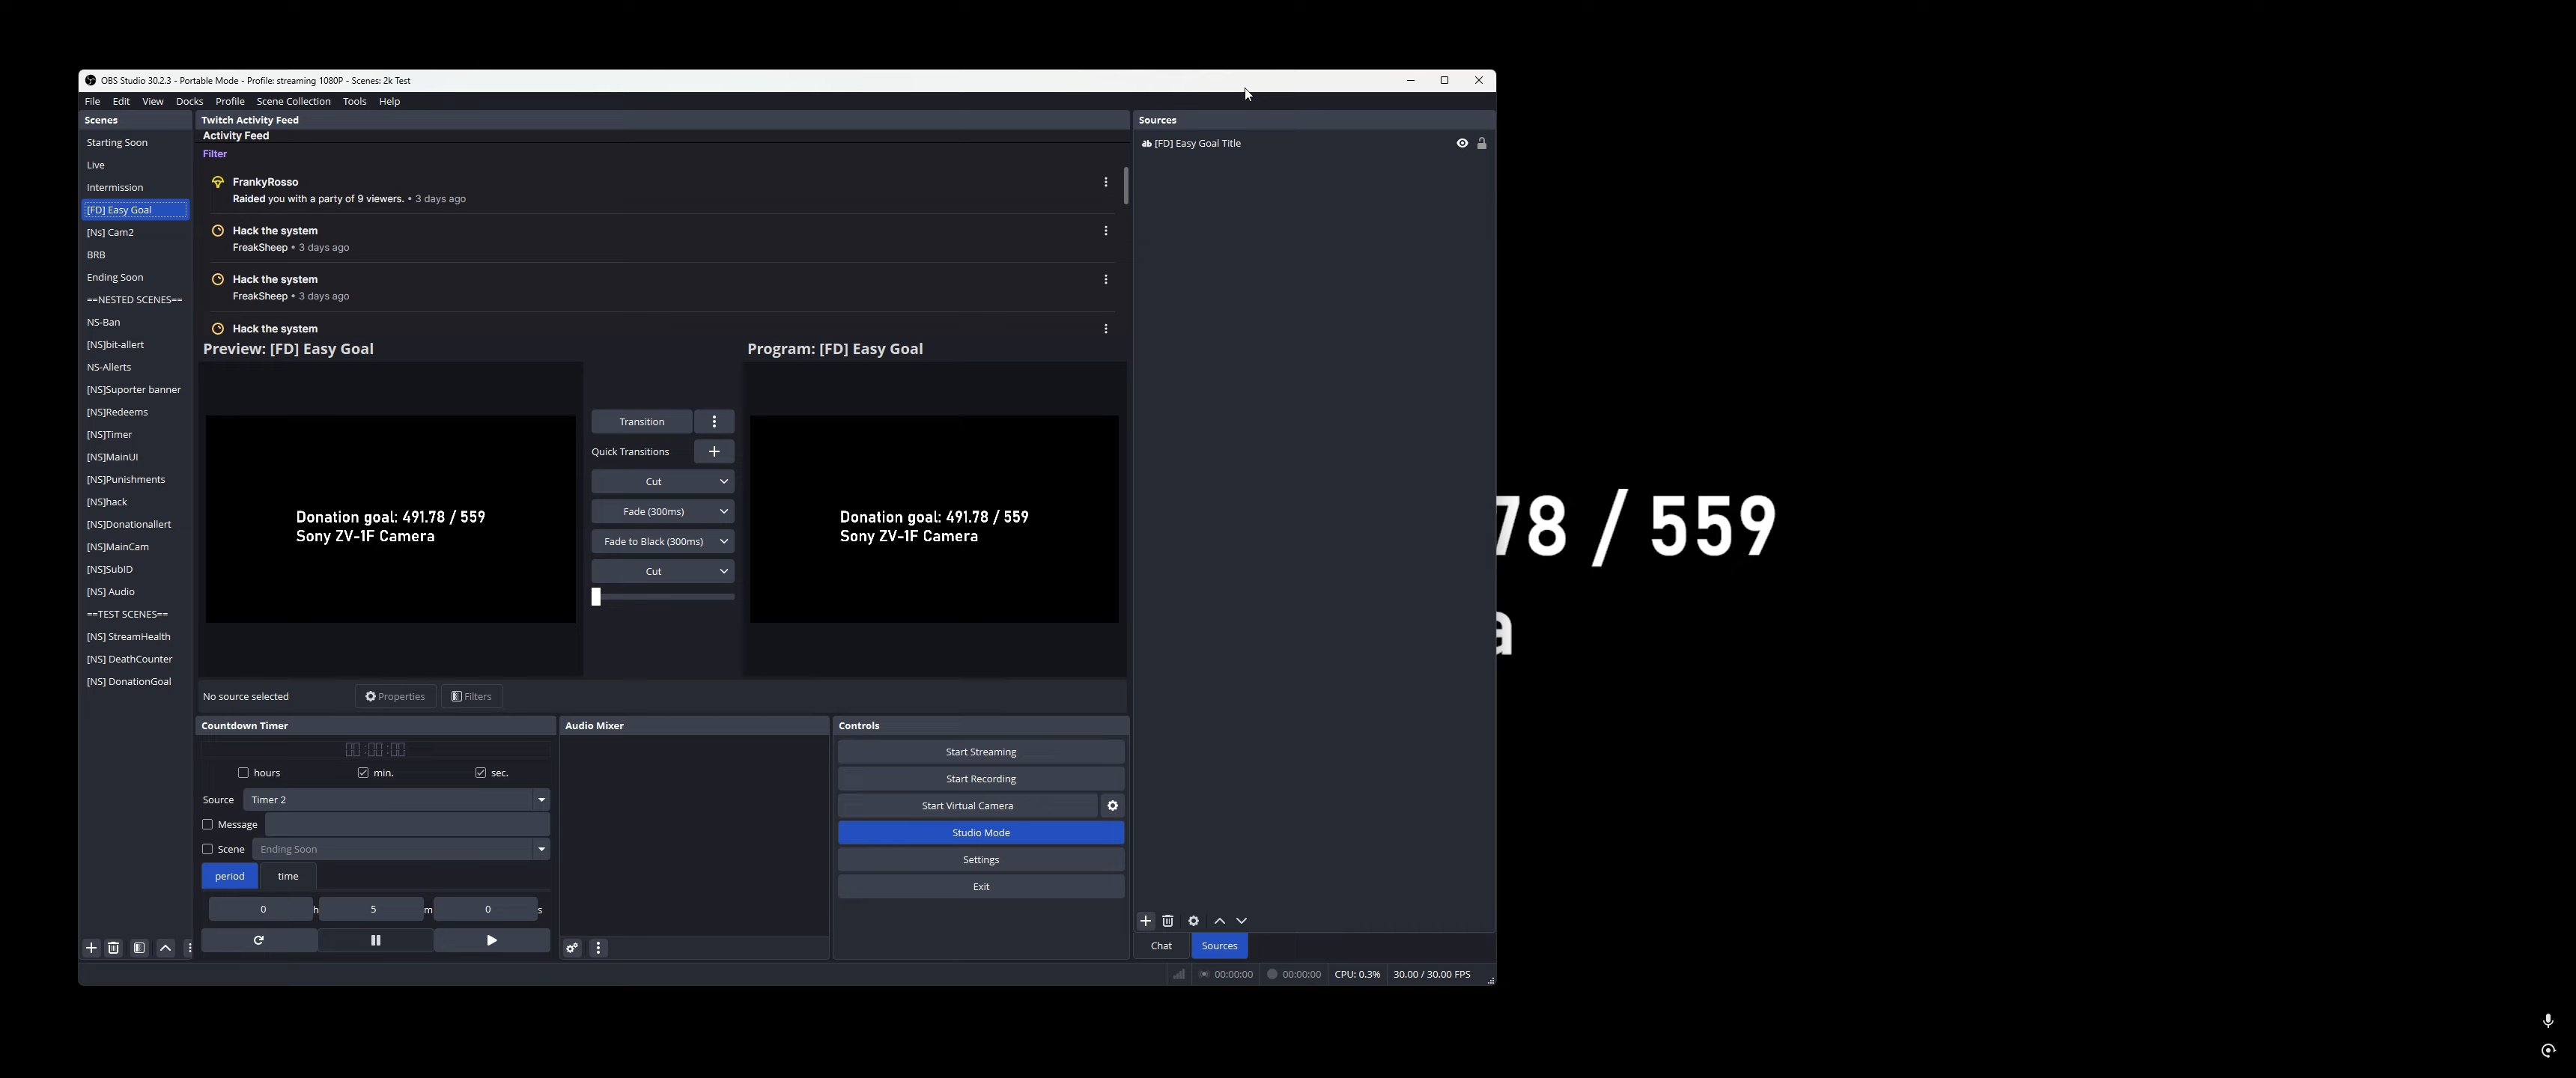 OBS Studio 30.2.3 - Portable Mode - Profile: streaming 1080P - Scenes: 2k Test
File Edit View Docks Profile Scene Collection Tools Help
Scenes
Starting Soon
Live
Intermission
[FD] Easy Goal
[Ns] Cam2
BRB
Ending Soon
==NESTED SCENES==
NS-Ban
[NS]bit-allert
NS-Allerts
[NS]Suporter banner
[NS]Redeems
[NS]Timer
[NS]MainUI
[NS]Punishments
[NS]hack
[NS]Donationallert
[NS]MainCam
[NS]SubID
[NS] Audio
==TEST SCENES==
[NS] StreamHealth
[NS] DeathCounter
[NS] DonationGoal
Twitch Activity Feed
Activity Feed
Filter
FrankyRosso
Raided you with a party of 9 viewers. • 3 days ago
Hack the system
FreakSheep • 3 days ago
Hack the system
FreakSheep • 3 days ago
Hack the system
Preview: [FD] Easy Goal
Donation goal: 491.78 / 559
Sony ZV-1F Camera
Transition
Quick Transitions
Cut
Fade (300ms)
Fade to Black (300ms)
Cut
Program: [FD] Easy Goal
Donation goal: 491.78 / 559
Sony ZV-1F Camera
No source selected Properties Filters
Countdown Timer
00:00:00
hours min. sec.
Source Timer 2
Message
Scene Ending Soon
period time
0 h 5 m 0 s
Audio Mixer
Controls
Start Streaming
Start Recording
Start Virtual Camera
Studio Mode
Settings
Exit
Sources
ab [FD] Easy Goal Title
Chat Sources
00:00:00 00:00:00 CPU: 0.3% 30.00 / 30.00 FPS
78 / 559
a